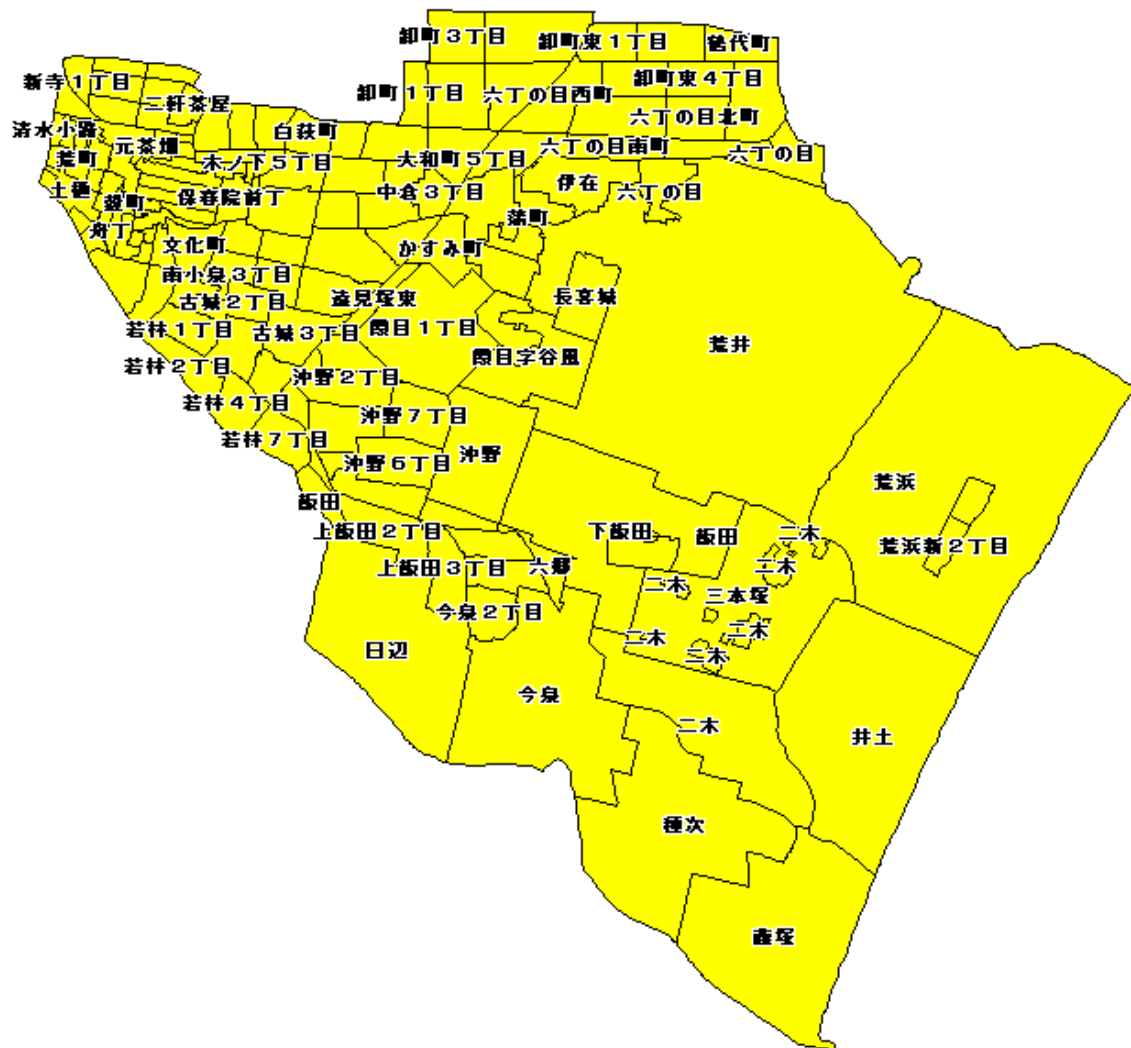 卸町3丁目
卸町東1丁目
鶴代町
新寺1丁目
卸町東4丁目
卸町1丁目
六丁の目西町
二軒茶屋
六丁の目北町
清水小路
白萩町
元茶畑
六丁の目南町
六丁の目
荒町
木ノ下5丁目
大和町5丁目
伊在
土樋
保春院前丁
中倉3丁目
六丁の目
穀町
蒲町
舟丁
文化町
かすみ町
南小泉3丁目
遠見塚東
長喜城
古城2丁目
若林1丁目
古城3丁目
霞目1丁目
荒井
霞目字谷風
若林2丁目
沖野2丁目
若林4丁目
沖野7丁目
若林7丁目
沖野6丁目
沖野
荒浜
飯田
上飯田2丁目
下飯田
飯田
二木
荒浜新2丁目
上飯田3丁目
六郷
二木
二木
三本塚
今泉2丁目
二木
二木
日辺
二木
今泉
二木
井土
種次
藤塚